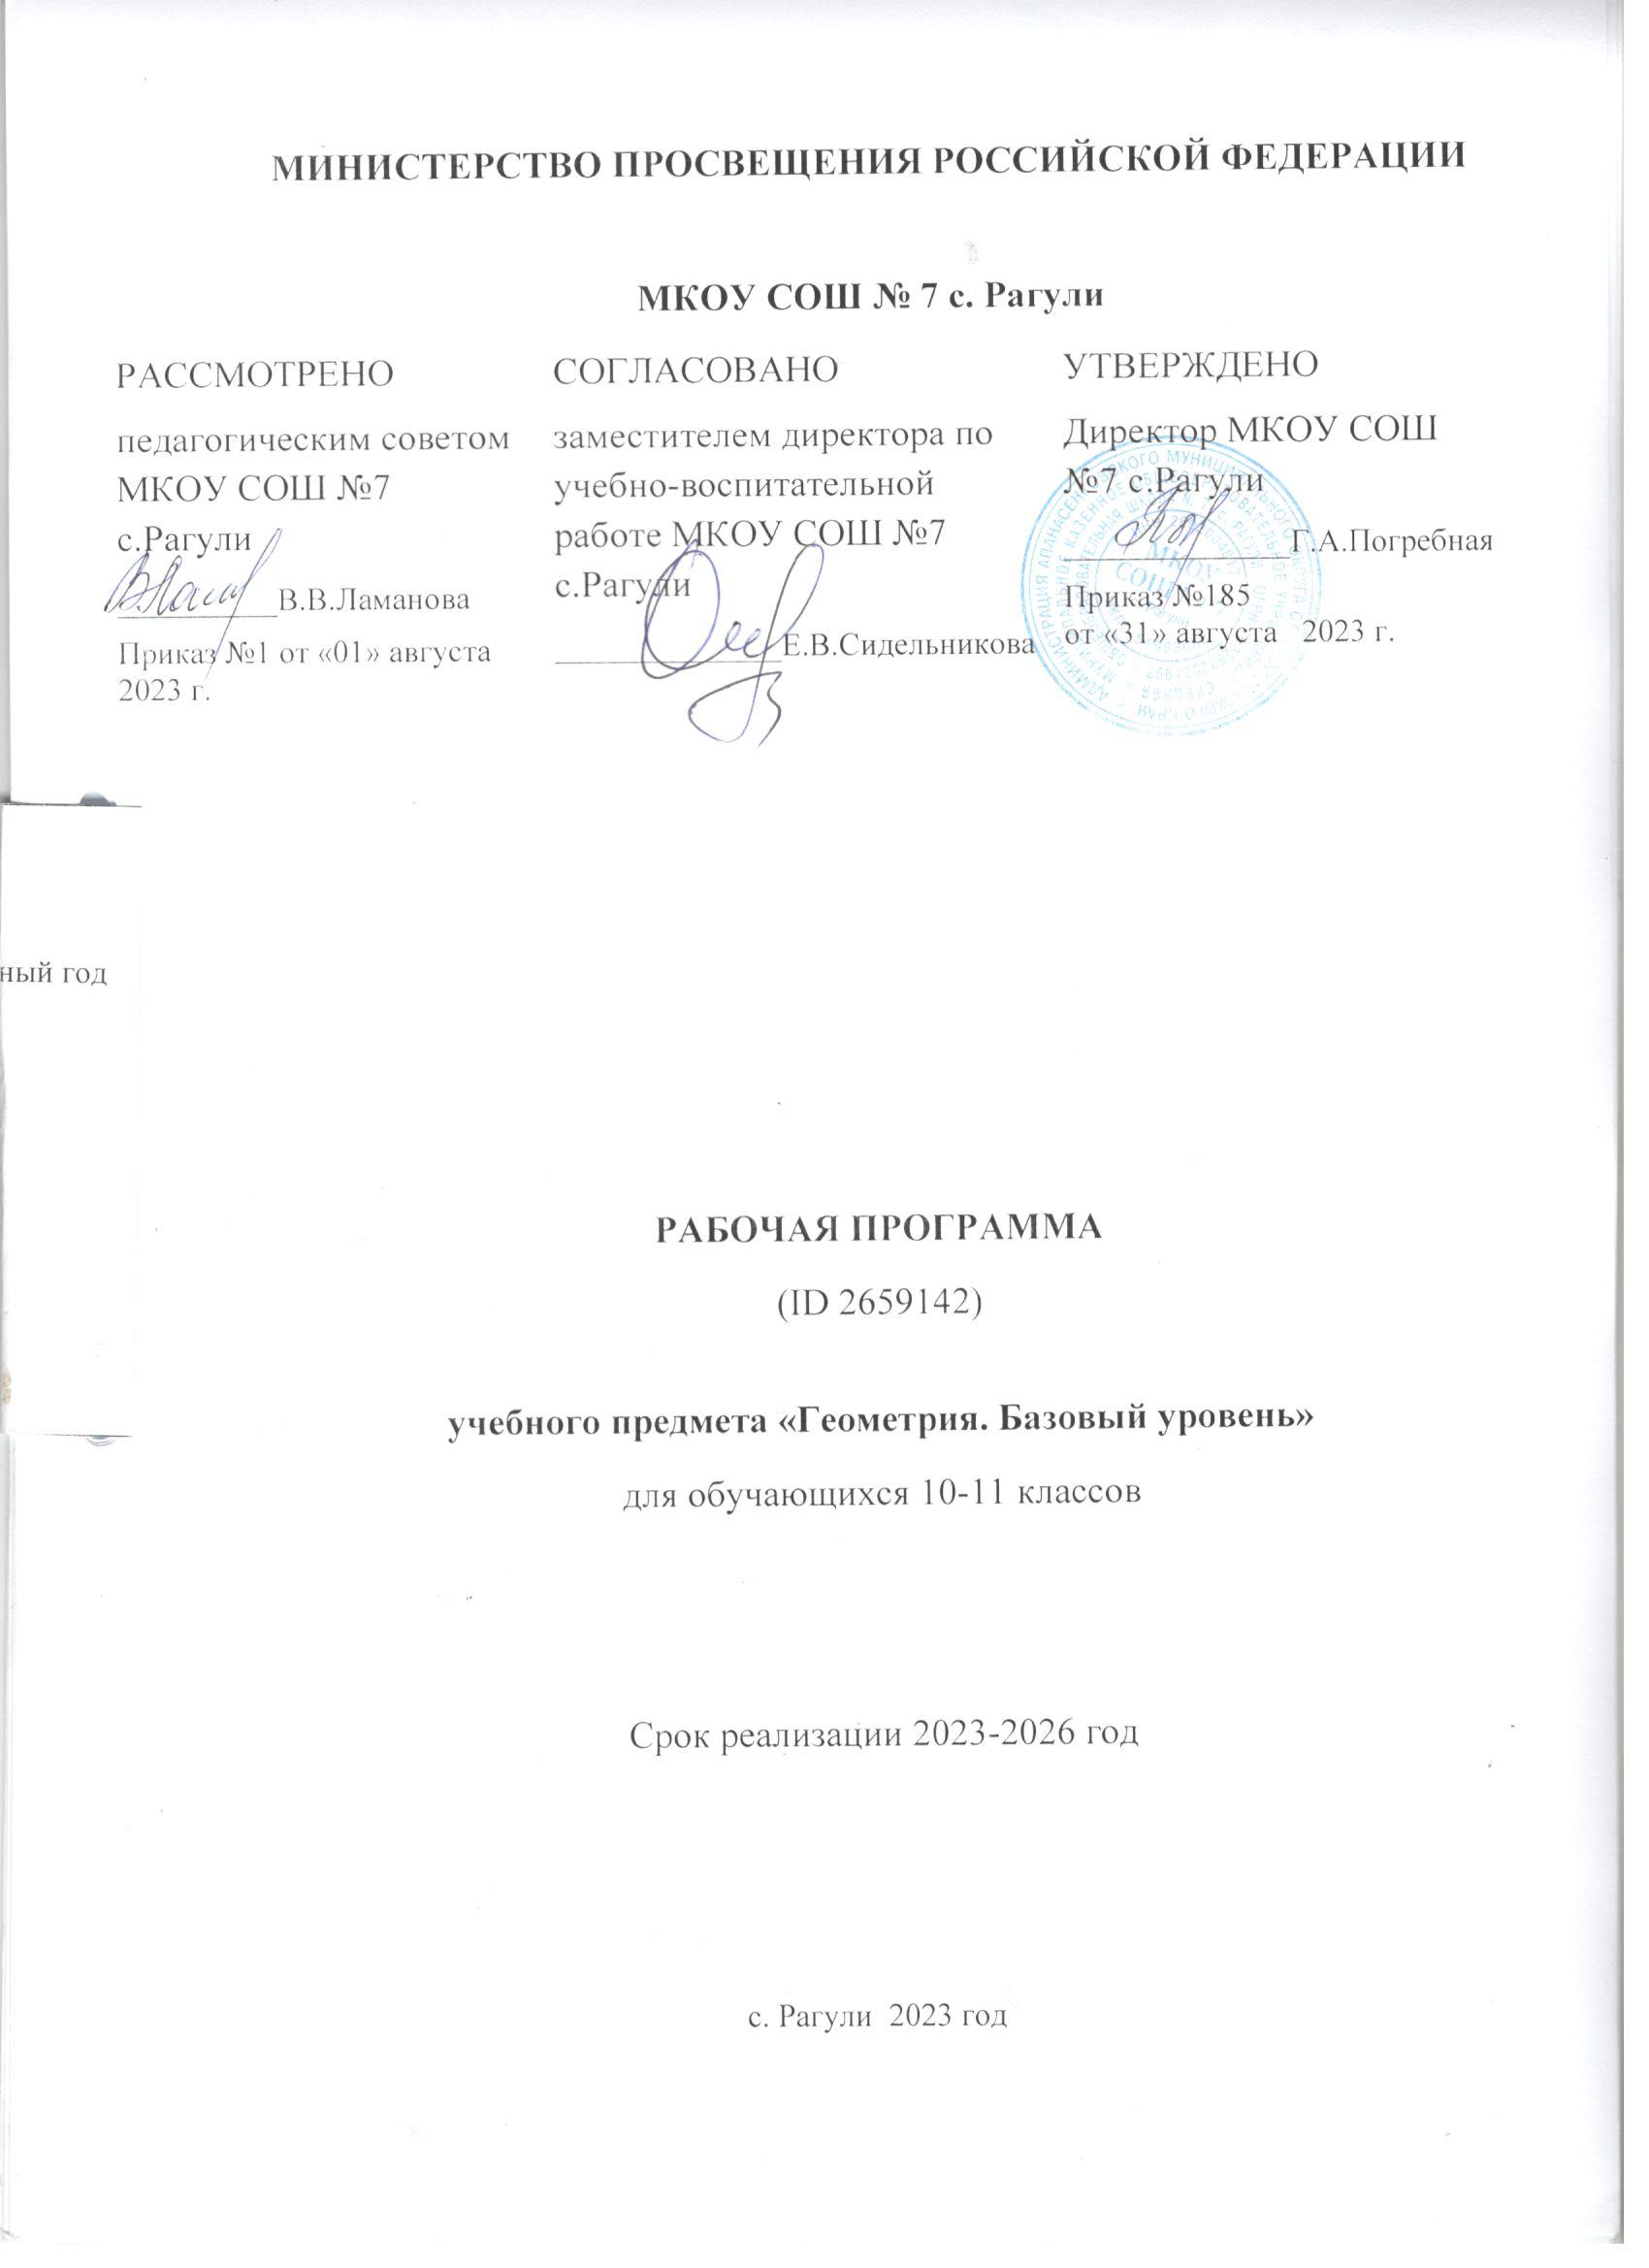 МИНИСТЕРСТВО ПРОСВЕЩЕНИЯ РОССИЙСКОЙ ФЕДЕРАЦИИ
МКОУ СОШ № 7 с. Рагули
РАССМОТРЕНО
педагогическим советом
МКОУ СОШ №7
с.Рагули
В.В.Ламанова
Приказ №1 от «01» августа
2023 г.
СОГЛАСОВАНО
заместителем директора по
учебно-воспитательной
работе МКОУ СОШ №7
с.Рагули
Е.В.Сидельникова
УТВЕРЖДЕНО
Директор МКОУ СОШ
№7 с.Рагули
Г.А.Погребная
Приказ №185
от «31» августа 2023 г.
МКОУ
СОШ
ный год
РАБОЧАЯ ПРОГРАММА
(ID 2659142)
учебного предмета «Геометрия. Базовый уровень»
для обучающихся 10-11 классов
Срок реализации 2023-2026 год
с. Рагули 2023 год